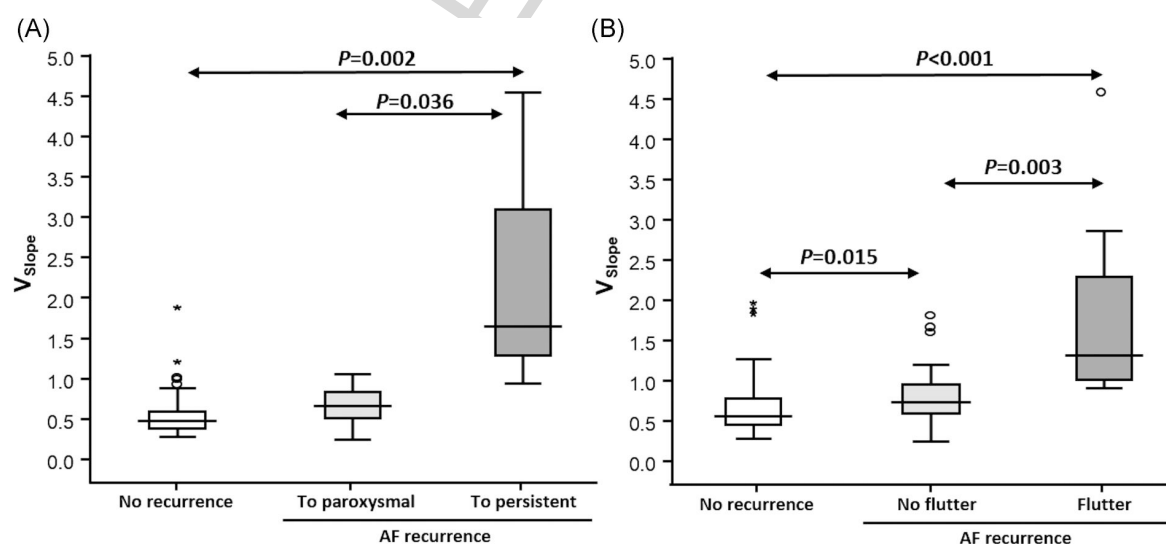 (A)
5.0
4.5
4.0
3.5
3.0
2.5
2.0
1.5
1.0
0.5
0.0
VSlope
P=0.002
P=0.036
No recurrence To paroxysmal To persistent
AF recurrence
(B)
5.0
4.5
4.0
3.5
3.0
2.5
2.0
1.5
1.0
0.5
0.0
VSlope
P<0.001
P=0.003
P=0.015
No recurrence No flutter Flutter
AF recurrence